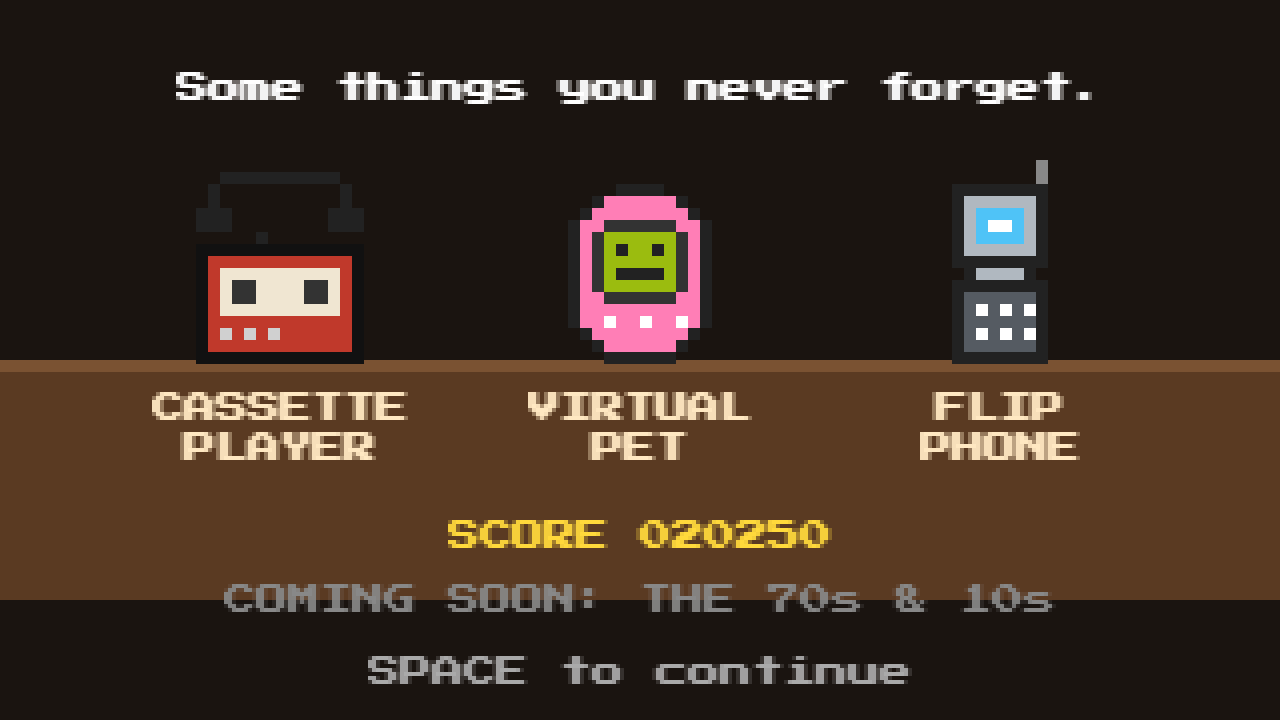 Some things you never forget.
CASSETTE
PLAYER
VIRTUAL
PET
FLIP
PHONE
SCORE 020250
COMING SOON: THE 70s & 10s
SPACE to continue